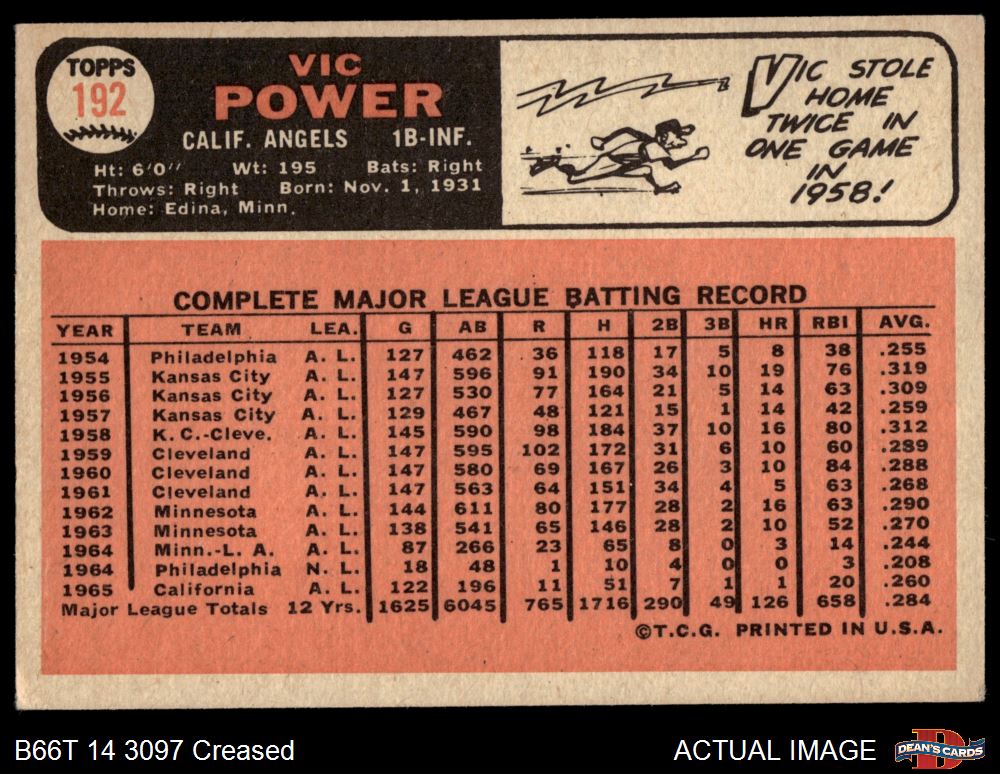 TOPPS
192
VIC
POWER
CALIF. ANGELS 1B-INF.
Ht: 6'0'' Wt: 195 Bats: Right
Throws: Right Born: Nov. 1, 1931
Home: Edina, Minn.
VIC STOLE
HOME
TWICE IN
ONE GAME
IN
1958!
COMPLETE MAJOR LEAGUE BATTING RECORD
YEAR TEAM LEA. G AB R H 2B 3B HR RBI AVG.
1954 Philadelphia A. L. 127 462 36 118 17 5 8 38 .255
1955 Kansas City A. L. 147 596 91 190 34 10 19 76 .319
1956 Kansas City A. L. 127 530 77 164 21 5 14 63 .309
1957 Kansas City A. L. 129 467 48 121 15 1 14 42 .259
1958 K. C.-Cleve. A. L. 145 590 98 184 37 10 16 80 .312
1959 Cleveland A. L. 147 595 102 172 31 6 10 60 .289
1960 Cleveland A. L. 147 580 69 167 26 3 10 84 .288
1961 Cleveland A. L. 147 563 64 151 34 4 5 63 .268
1962 Minnesota A. L. 144 611 80 177 28 2 16 63 .290
1963 Minnesota A. L. 138 541 65 146 28 2 10 52 .270
1964 Minn.-L. A. A. L. 87 266 23 65 8 0 3 14 .244
1964 Philadelphia N. L. 18 48 1 10 4 0 0 3 .208
1965 California A. L. 122 196 11 51 7 1 1 20 .260
Major League Totals 12 Yrs. 1625 6045 765 1716 290 49 126 658 .284
©T.C.G. PRINTED IN U.S.A.
B66T 14 3097 Creased
ACTUAL IMAGE
DEAN'S CARDS